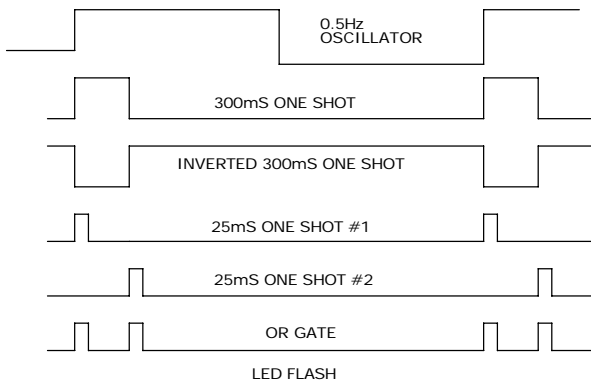 0.5Hz
OSCILLATOR
300mS ONE SHOT
INVERTED 300mS ONE SHOT
25mS ONE SHOT #1
25mS ONE SHOT #2
OR GATE
LED FLASH